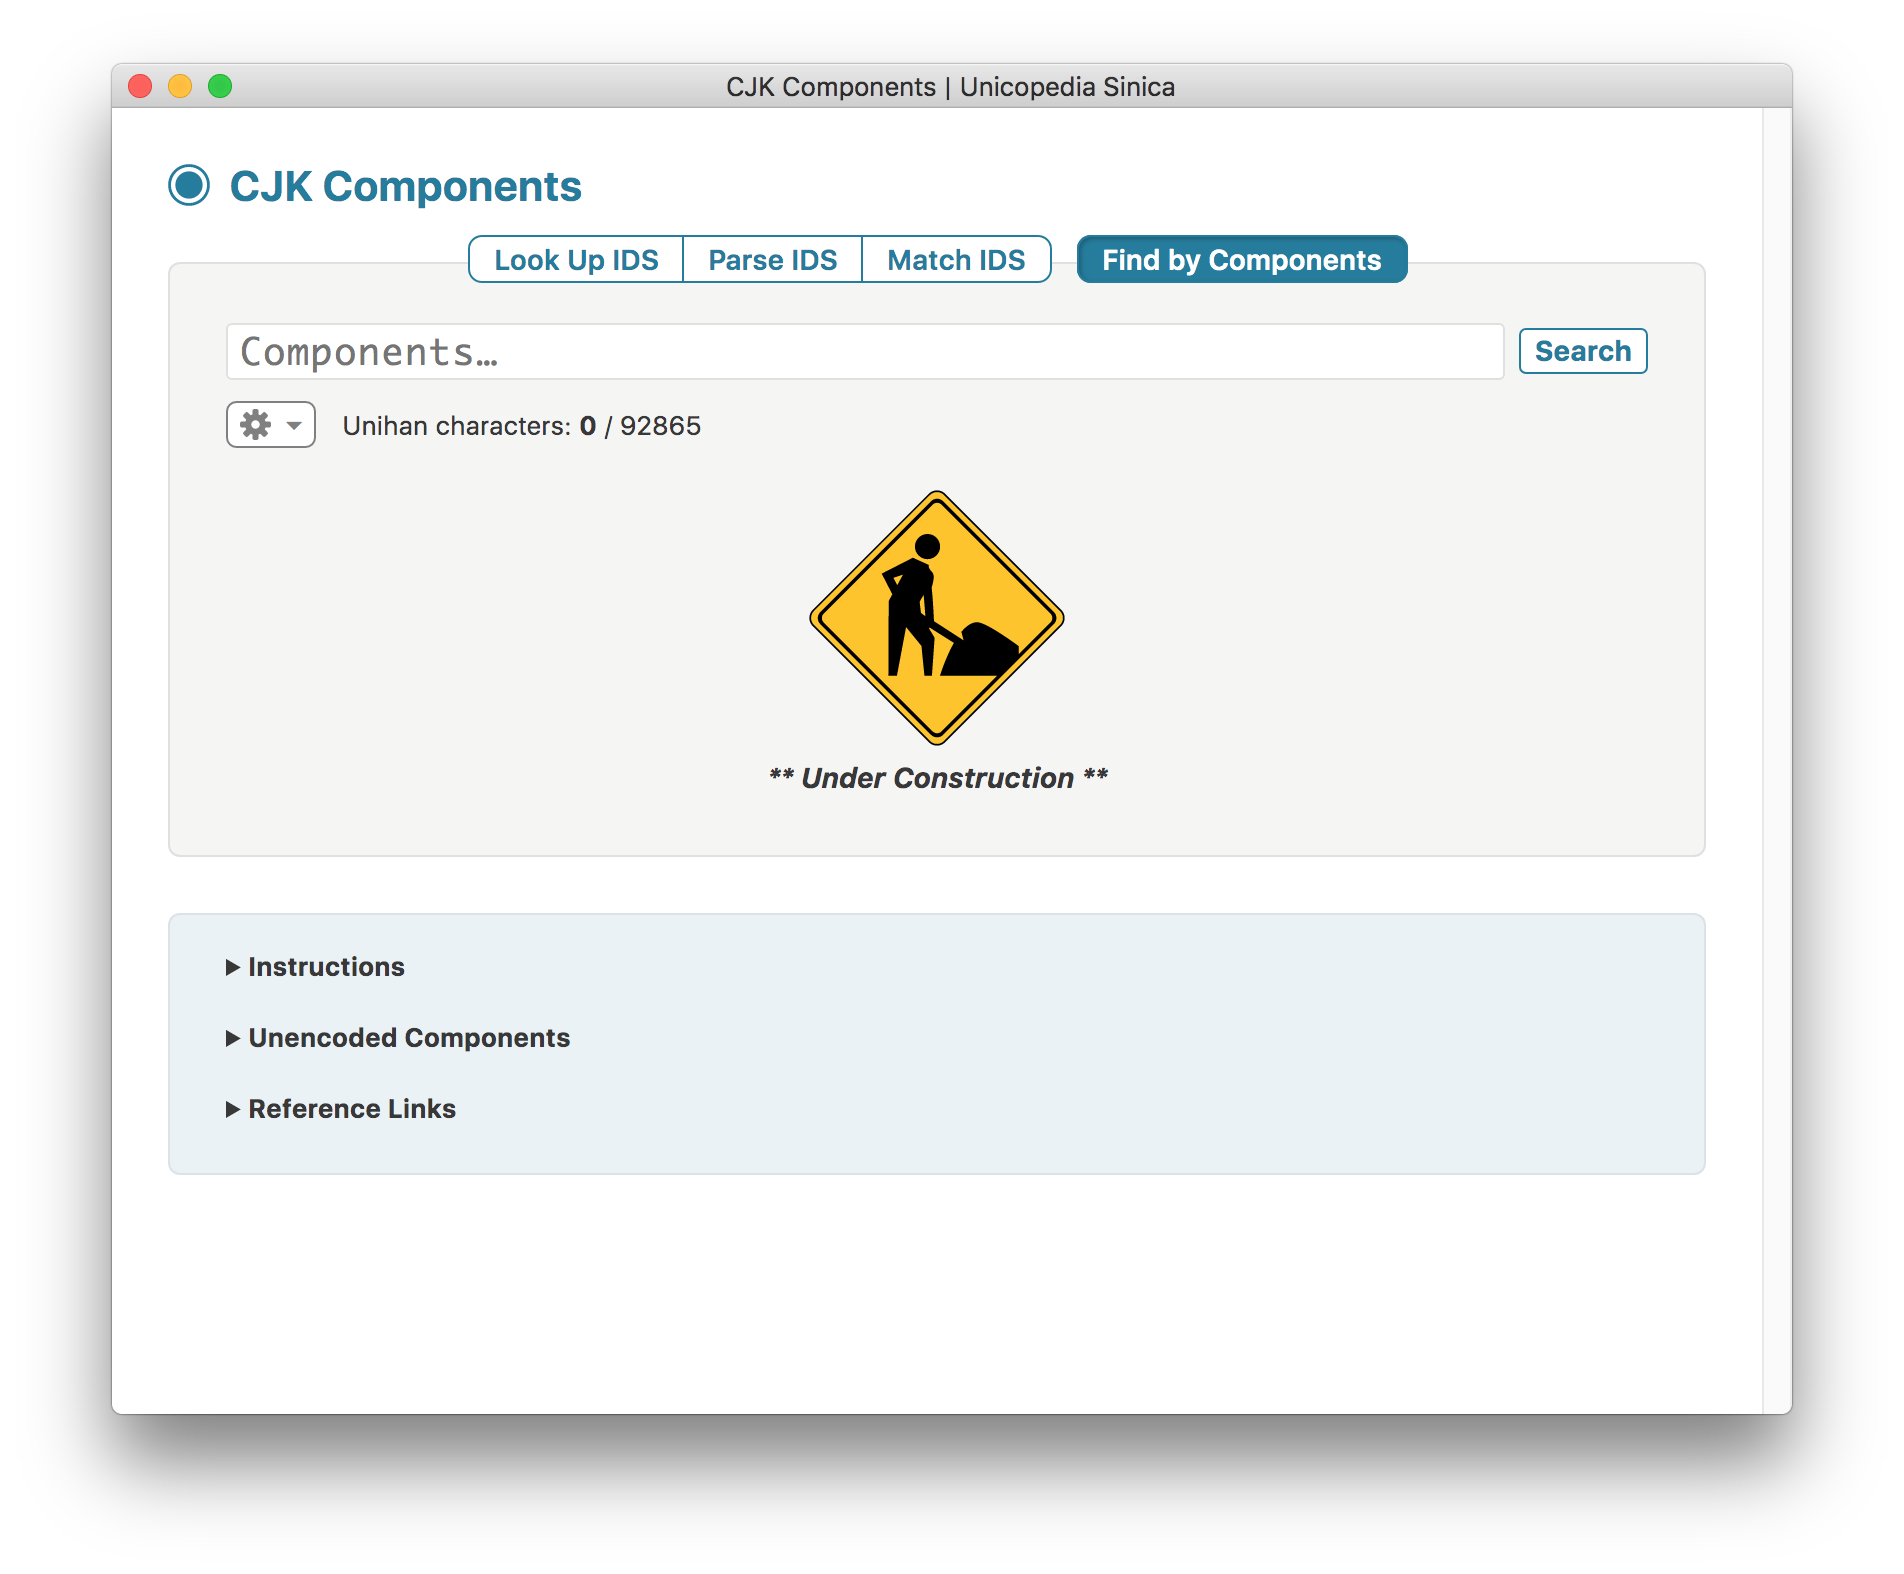 CJK Components | Unicopedia Sinica
CJK Components
Look Up IDS Parse IDS Match IDS Find by Components
Components… Search
Unihan characters: 0 / 92865
** Under Construction **
Instructions
Unencoded Components
Reference Links